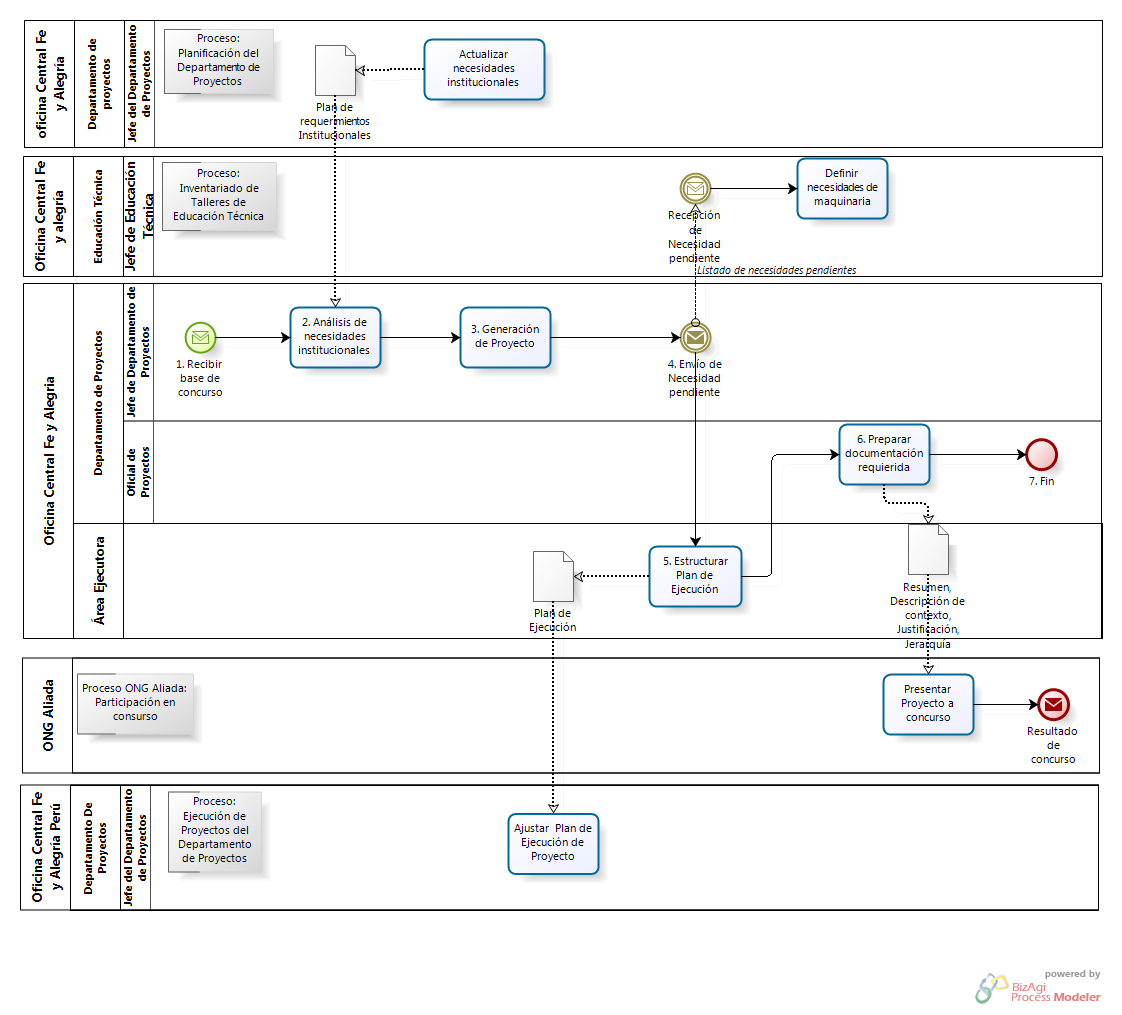 oficina Central Fe
y Alegría
Departamento de
proyectos
Jefe del Departamento
de Proyectos
Proceso:
Planificación del
Departamento de
Proyectos
Plan de
requerimientos
Institucionales
Actualizar
necesidades
institucionales
Oficina Central Fe
y alegría
Educación Técnica
Jefe de Educación
Técnica
Proceso:
Inventariado de
Talleres de
Educación Técnica
Recepción
de
Necesidad
pendiente
Definir
necesidades de
maquinaria
Listado de necesidades pendientes
Oficina Central Fe y Alegría
Departamento de Proyectos
Jefe de Departamento de
Proyectos
1. Recibir
base de
concurso
2. Análisis de
necesidades
institucionales
3. Generación
de Proyecto
4. Envío de
Necesidad
pendiente
Oficial de
Proyectos
6. Preparar
documentación
requierida
7. Fin
Área Ejecutora
Plan de
Ejecución
5. Estructurar
Plan de
Ejecución
Resumen,
Descripción de
contexto,
Justificación,
Jerarquía
ONG Aliada
Proceso ONG Aliada:
Participación en
consurso
Presentar
Proyecto a
concurso
Resultado
de
concurso
Oficina Central Fe
y Alegría Perú
Departamento De
Proyectos
Jefe del Departamento
de Proyectos
Proceso:
Ejecución de
Proyectos del
Departamento
de Proyectos
Ajustar Plan de
Ejecución de
Proyecto
powered by
BizAgi
Process Modeler